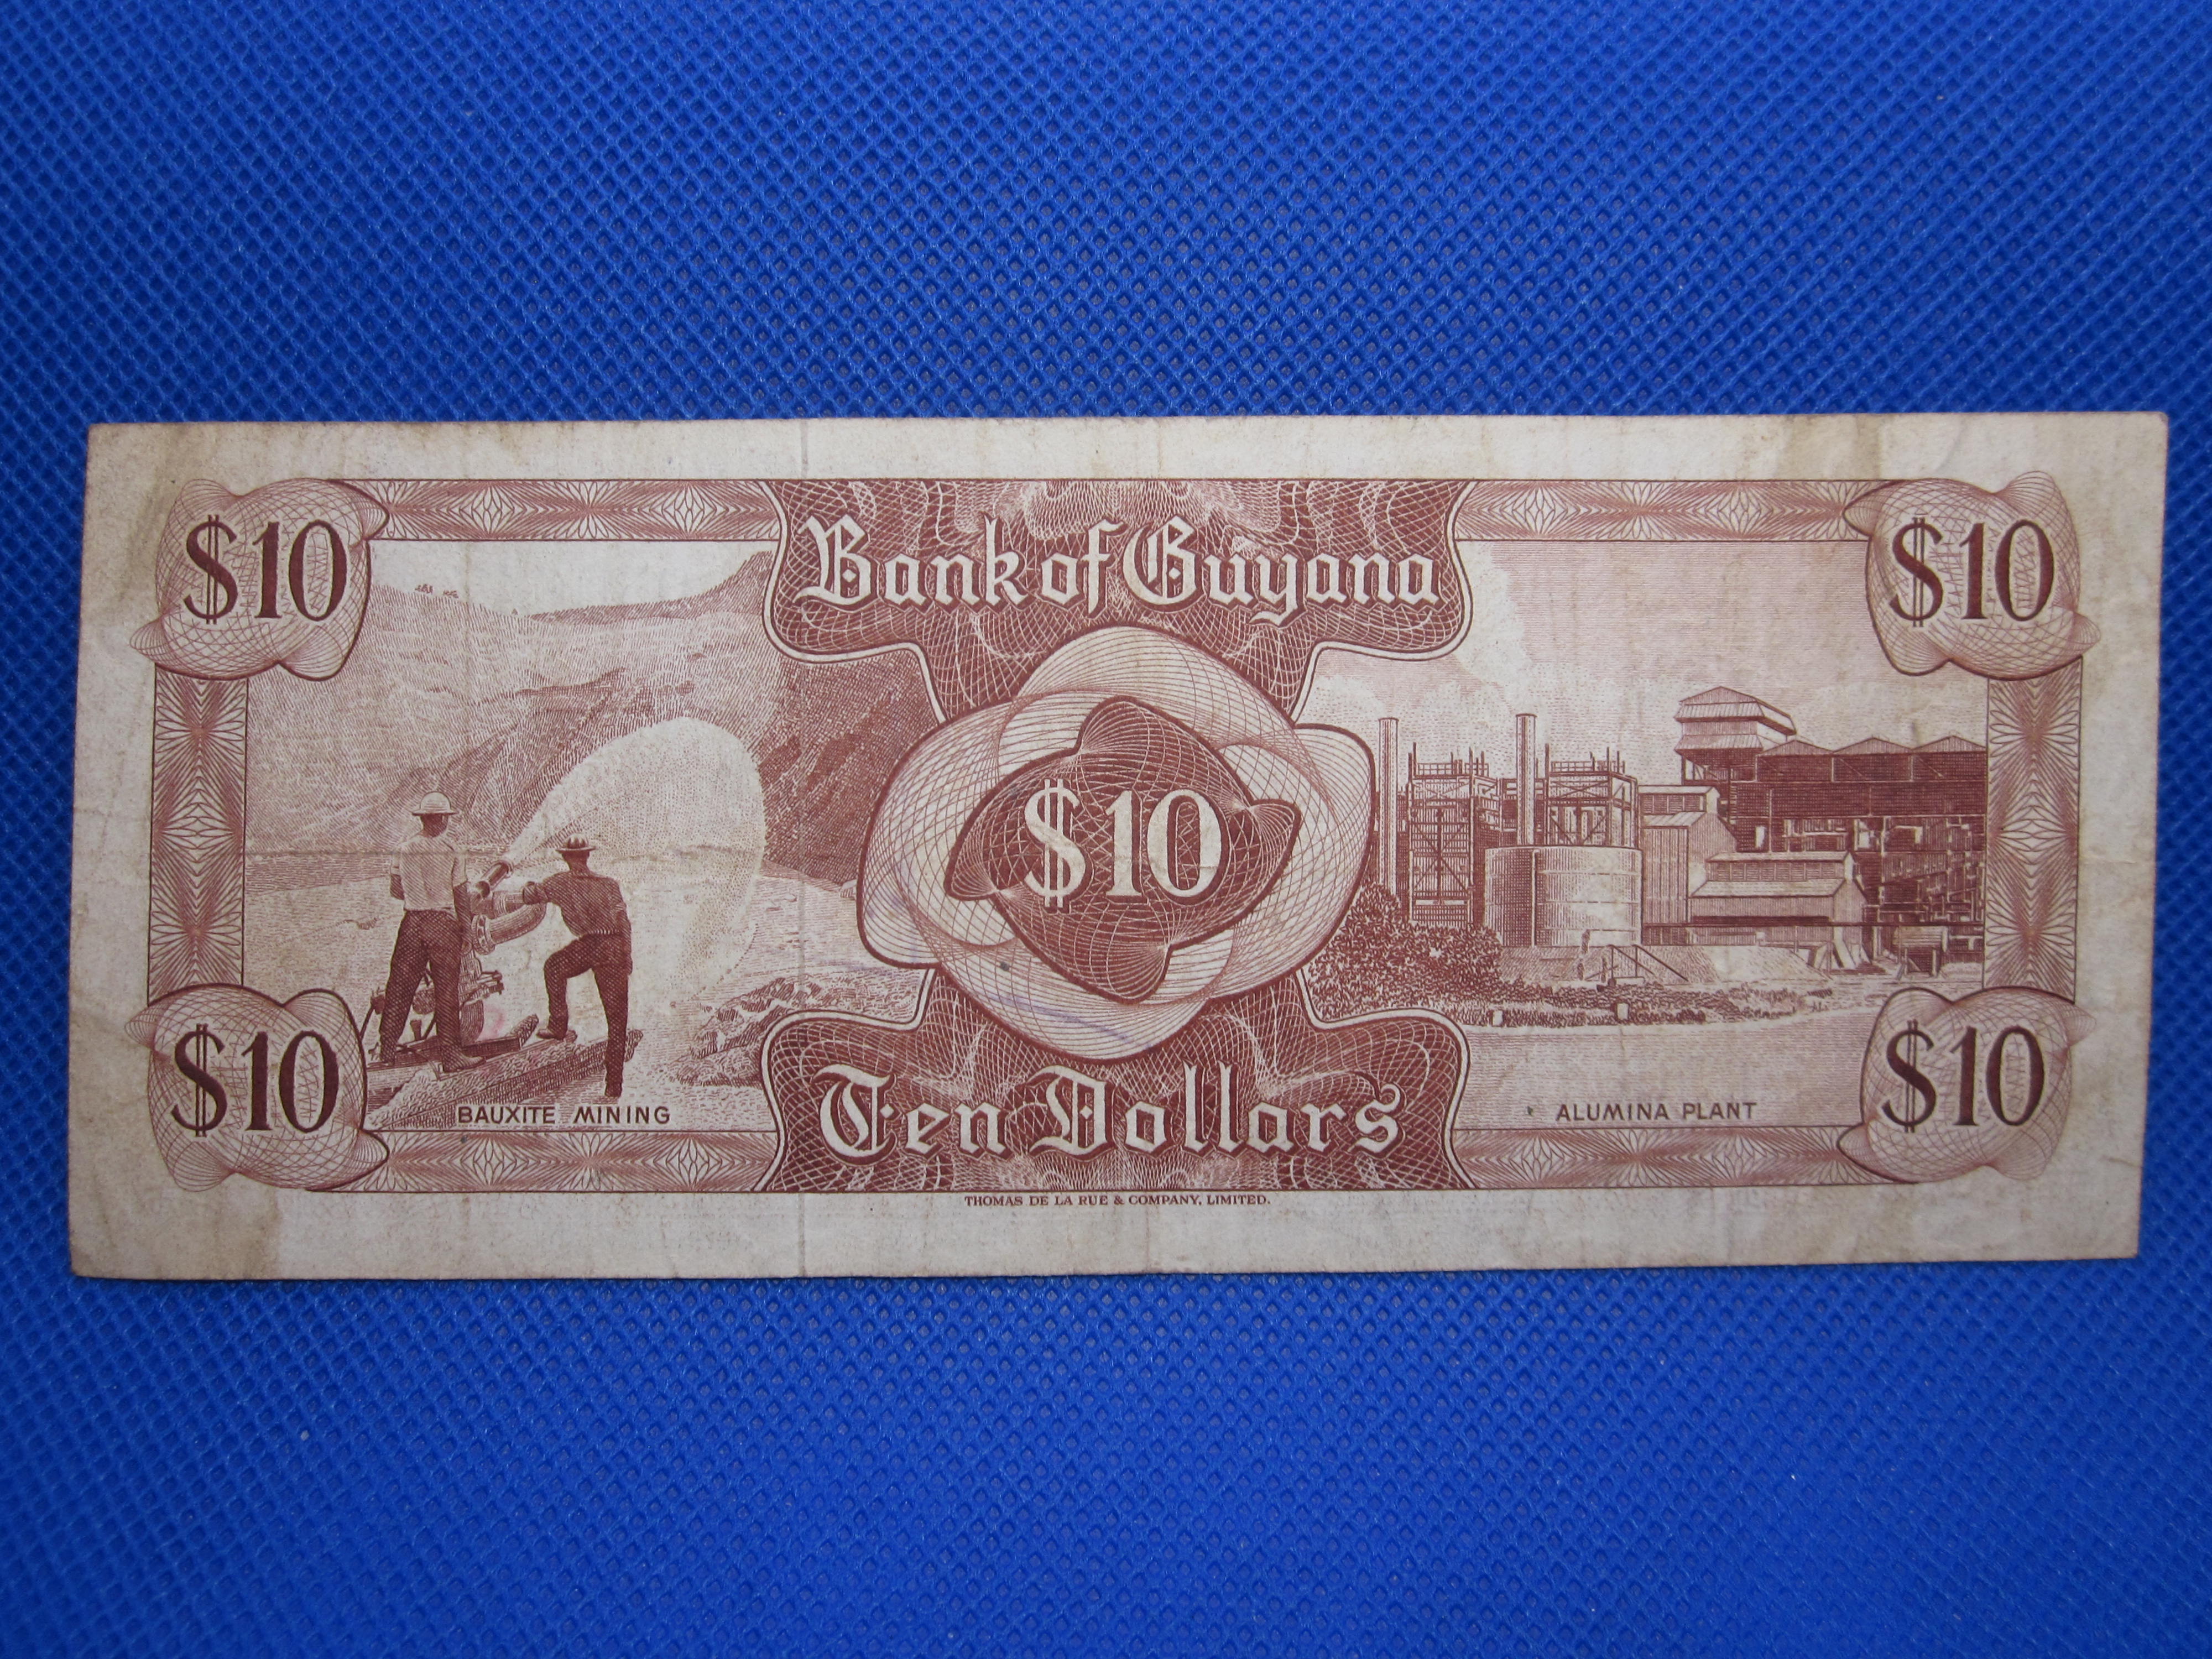 $10
Bank of Guyana
$10
$10
$10
BAUXITE MINING
Ten Dollars
ALUMINA PLANT
$10
THOMAS DE LA RUE & COMPANY, LIMITED.